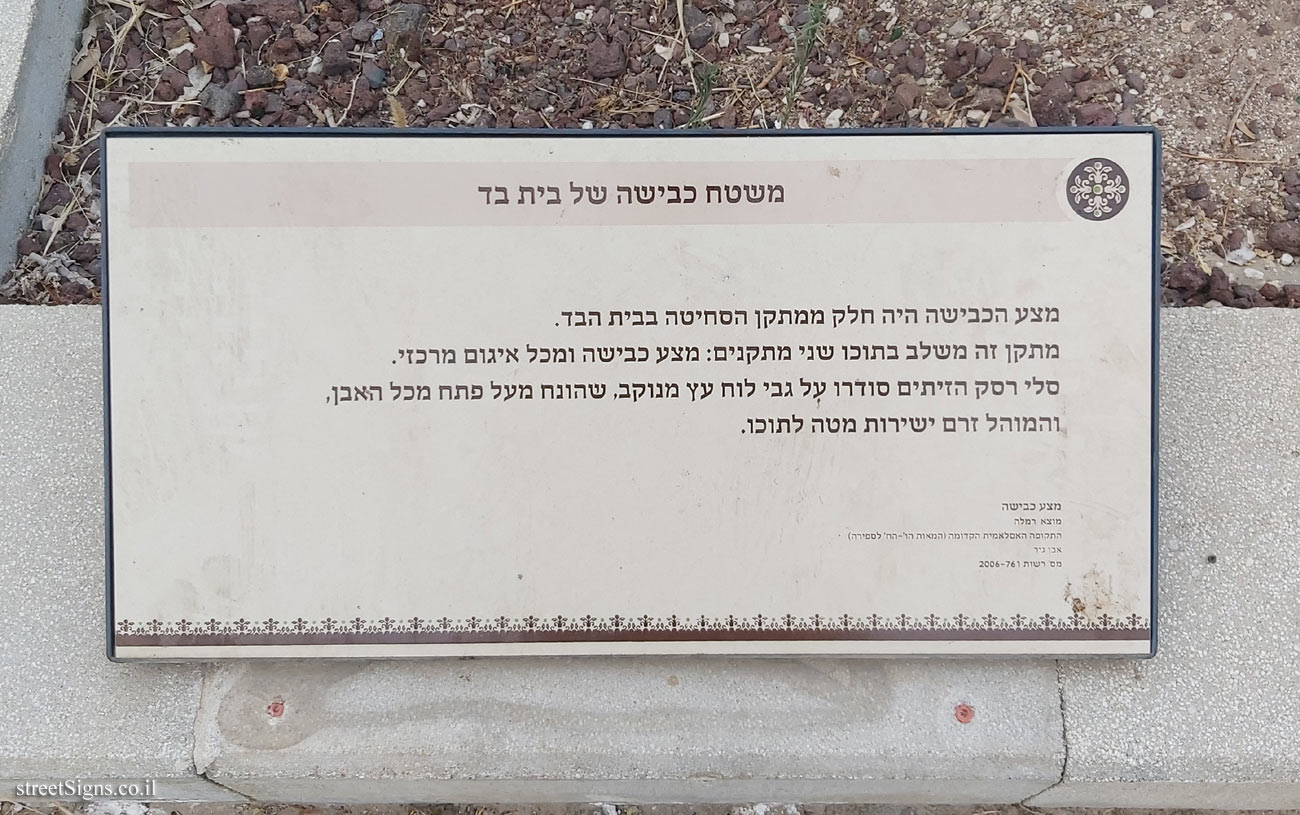 משטח כבישה של בית בד
מצע הכבישה היה חלק ממתקן הסחיטה בבית הבד.
מתקן זה משלב בתוכו שני מתקנים: מצע כבישה ומכל איגום מרכזי.
סלי רסק הזיתים סודרו על גבי לוח עץ מנוקב, שהונח מעל פתח מכל האבן,
והמוהל זרם ישירות מטה לתוכו.
מצע כבישה
מוצא רמלה
התקופה האסלאמית הקדומה (המאות הז'-הח' לספירה)
אבן גיר
מס' רשות 2006-761
streetSigns.co.il